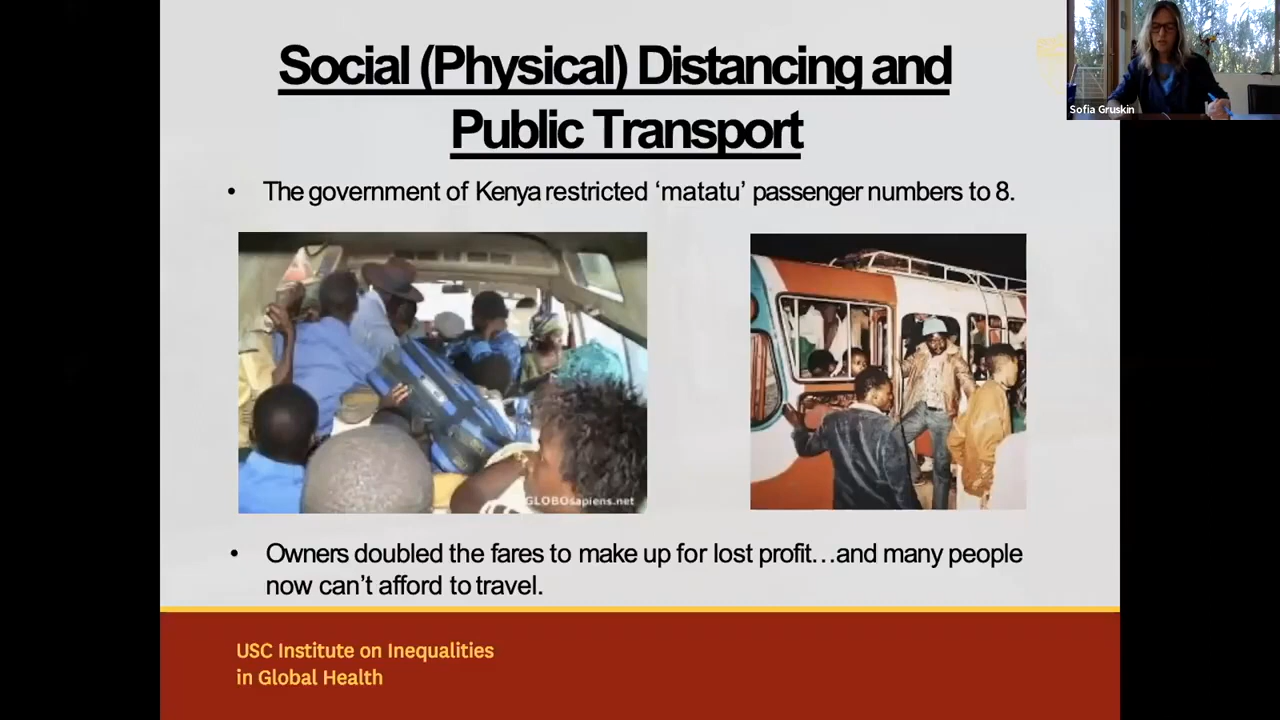 Social (Physical) Distancing and
Public Transport
Sofia Gruskin
• The government of Kenya restricted ‘matatu’ passenger numbers to 8.
GLOBOsapiens.net
• Owners doubled the fares to make up for lost profit…and many people
now can’t afford to travel.
USC Institute on Inequalities
in Global Health